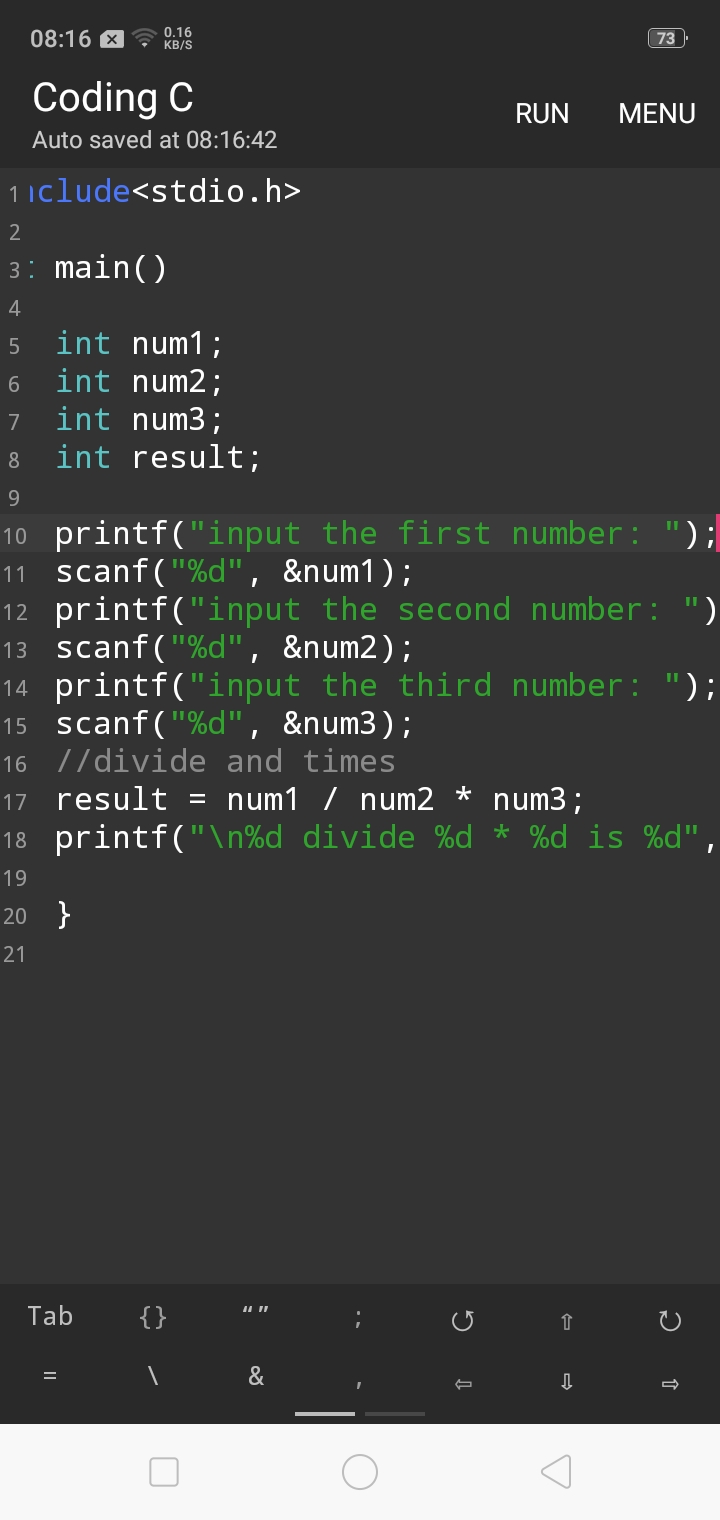 08:16 0.16 KB/S 73
Coding C
Auto saved at 08:16:42
RUN MENU
1 nclude<stdio.h>
2
3 main()
4
5 int num1;
6 int num2;
7 int num3;
8 int result;
9
10 printf("input the first number: ");
11 scanf("%d", &num1);
12 printf("input the second number: ")
13 scanf("%d", &num2);
14 printf("input the third number: ");
15 scanf("%d", &num3);
16 //divide and times
17 result = num1 / num2 * num3;
18 printf("\n%d divide %d * %d is %d",
19
20 }
21
Tab {} “” ; ↺ ⇧ ↻
= \ & , ⇦ ⇩ ⇨